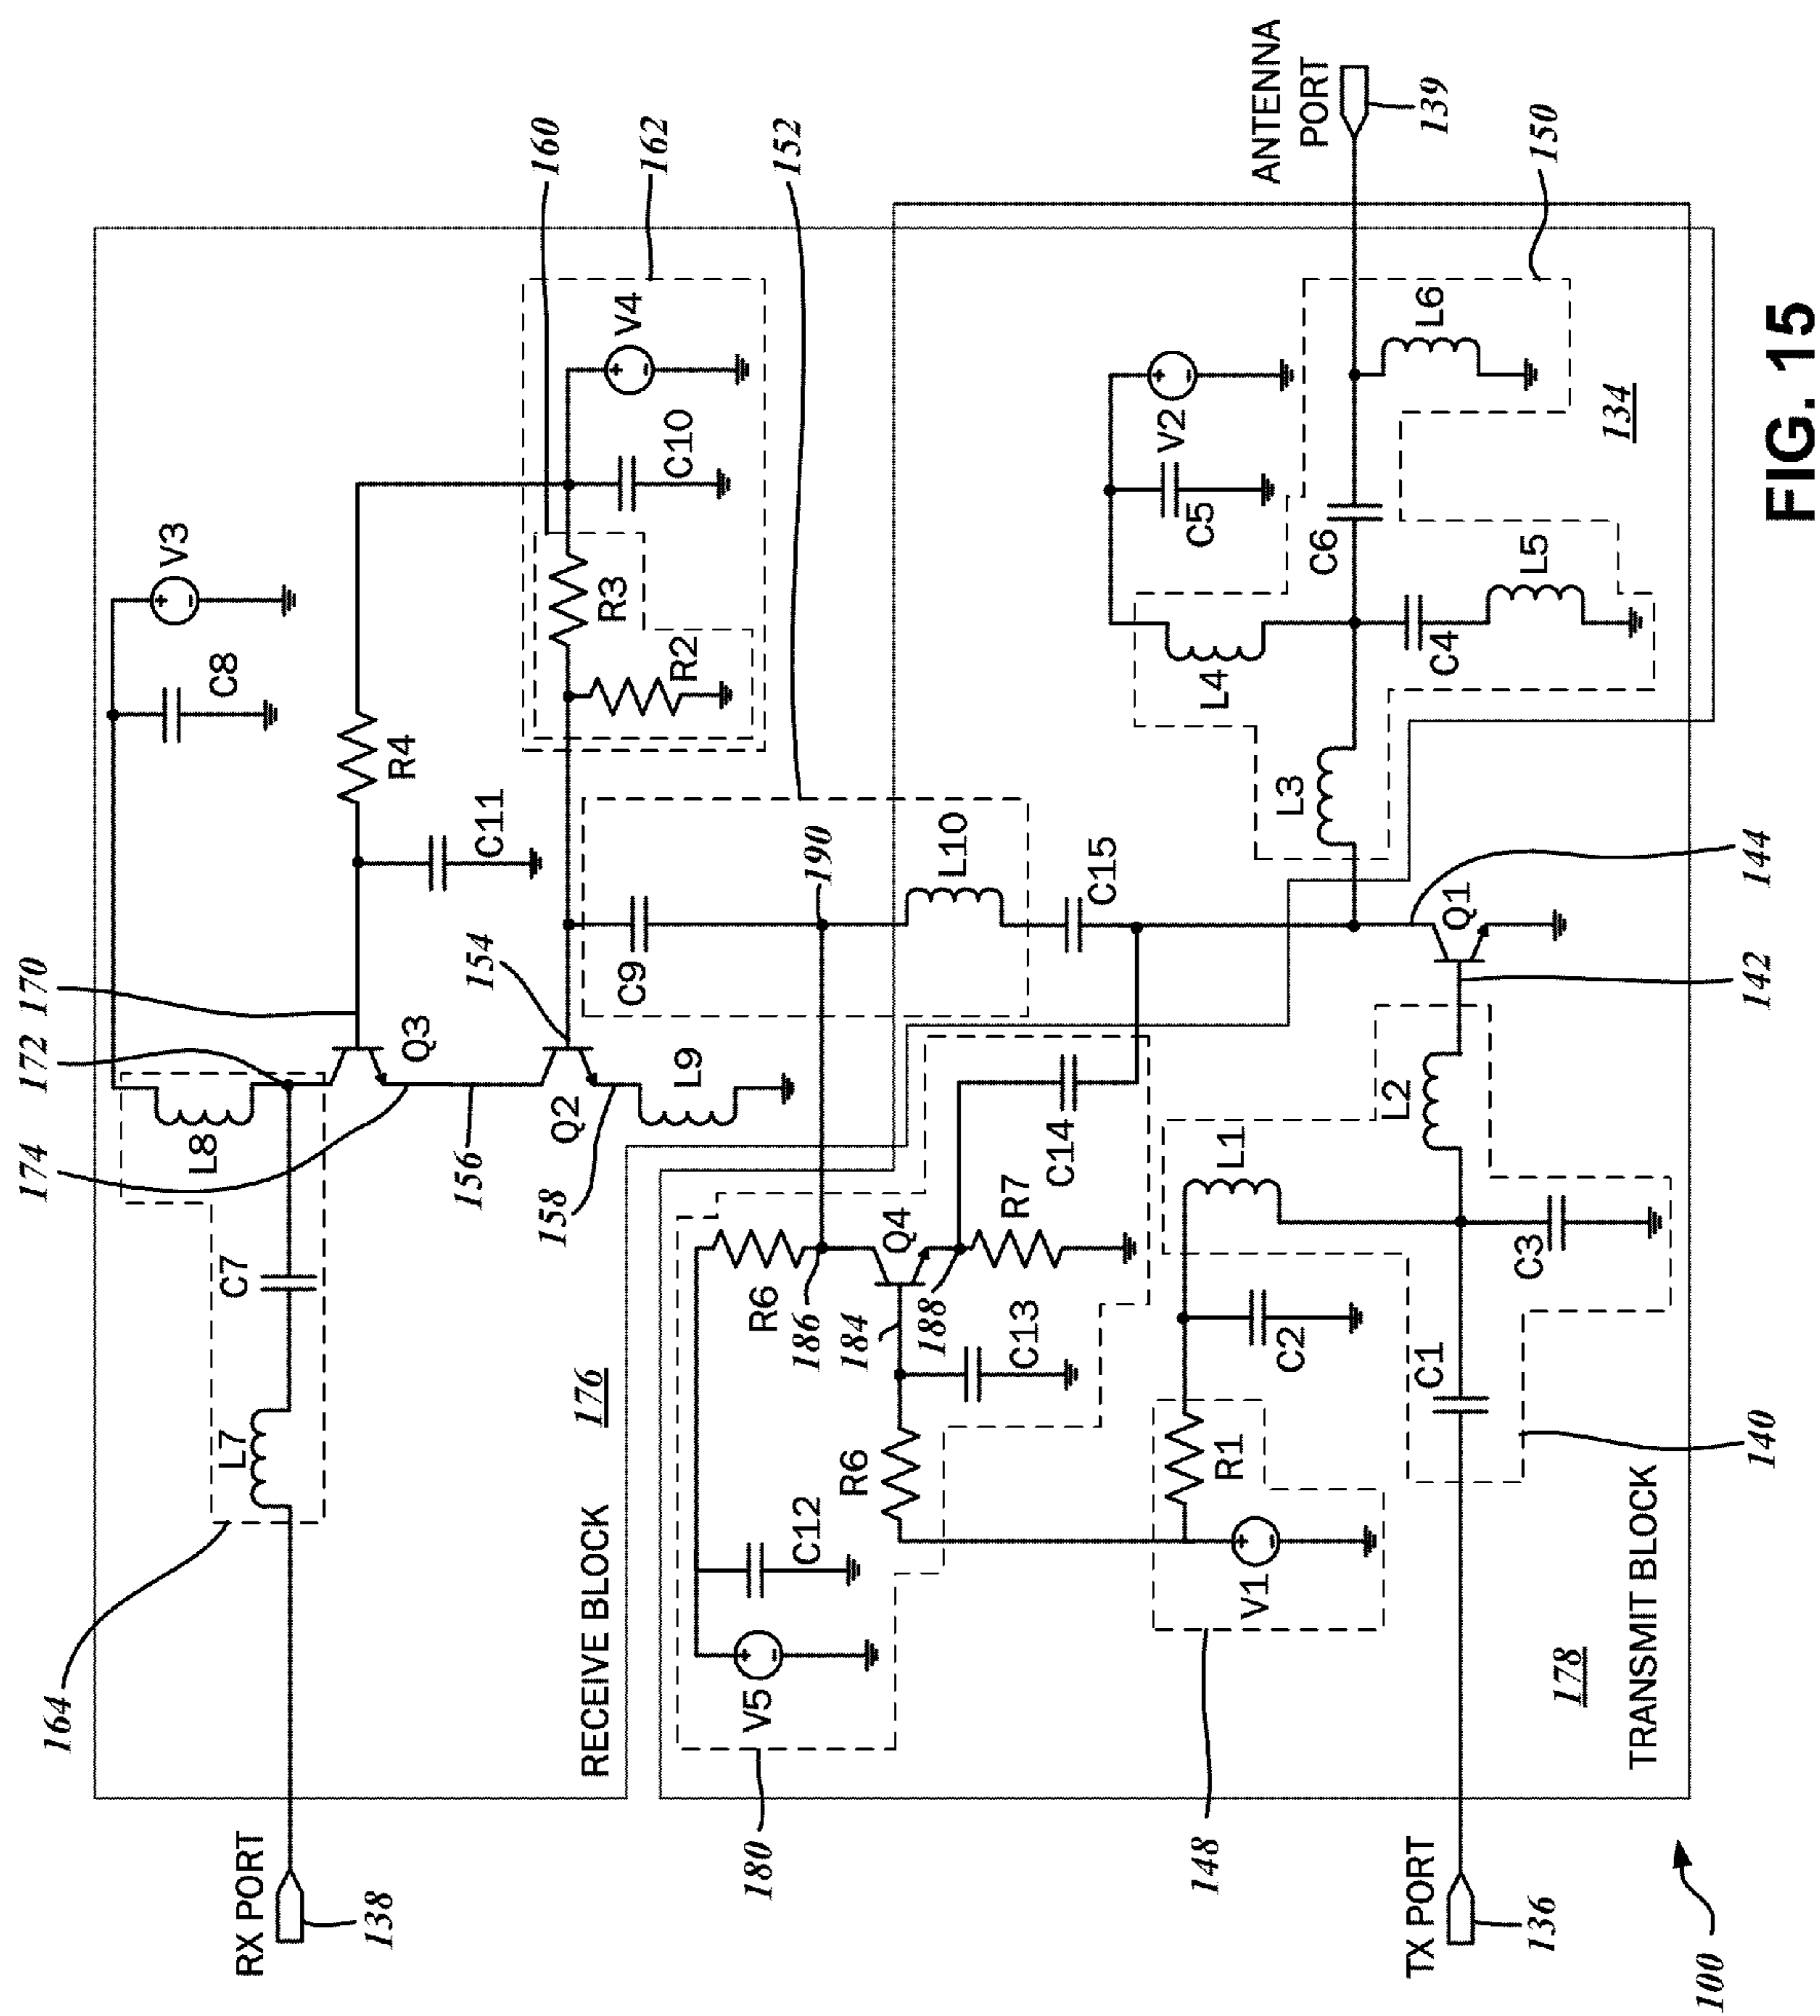 164
174
172
170
L8
V3
C8
L7
C7
Q3
R4
C11
156
154
158
Q2
L9
160
162
152
R3
R2
V4
C10
C9
190
L10
C15
RX PORT
138
RECEIVE BLOCK
176
180
V5
C12
R6
R6
186
184
188
Q4
C13
R7
C14
148
V1
R1
C2
L1
L2
C1
C3
140
142
144
Q1
L3
L4
C5
V2
C6
C4
L5
L6
134
150
ANTENNA
PORT
139
TX PORT
136
178
TRANSMIT BLOCK
100
FIG. 15